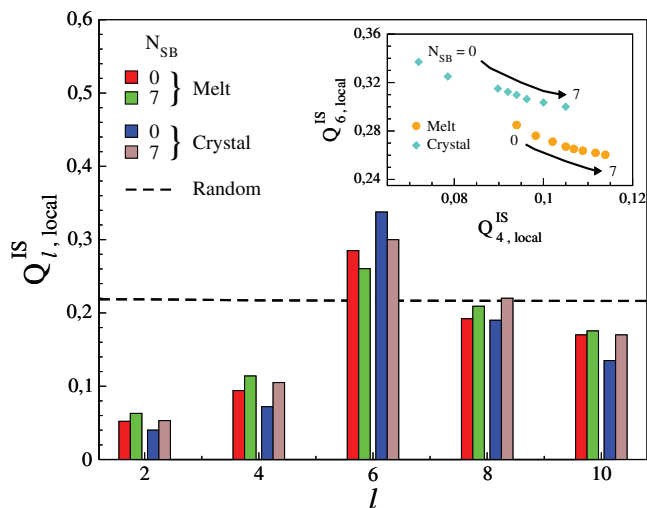 0,6
0,5
0,4
0,3
0,2
0,1
0
Q^IS_l, local
N_SB
0
7
} Melt
0
7
} Crystal
Random
2
4
6
8
10
l
0,36
0,32
0,28
0,24
Q^IS_6, local
N_SB = 0
7
Melt
Crystal
0
7
0,08
0,1
0,12
Q^IS_4, local